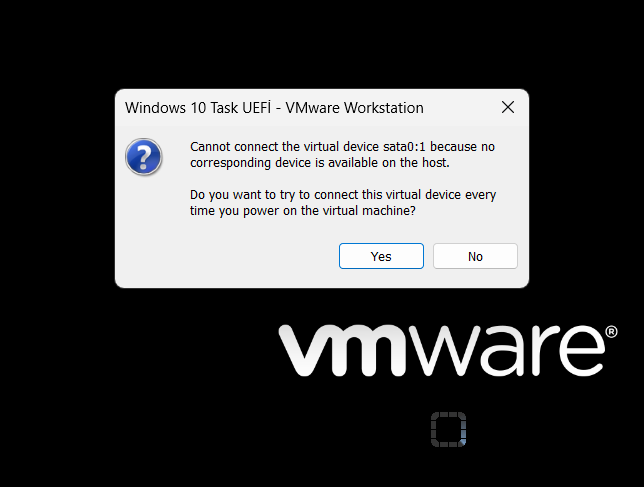 Windows 10 Task UEFİ - VMware Workstation
Cannot connect the virtual device sata0:1 because no
corresponding device is available on the host.
Do you want to try to connect this virtual device every
time you power on the virtual machine?
Yes
No
vmware®